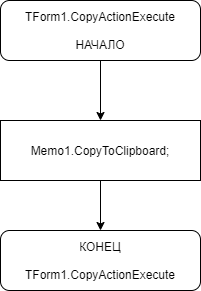 TForm1.CopyActionExecute
НАЧАЛО
Memo1.CopyToClipboard;
КОНЕЦ
TForm1.CopyActionExecute